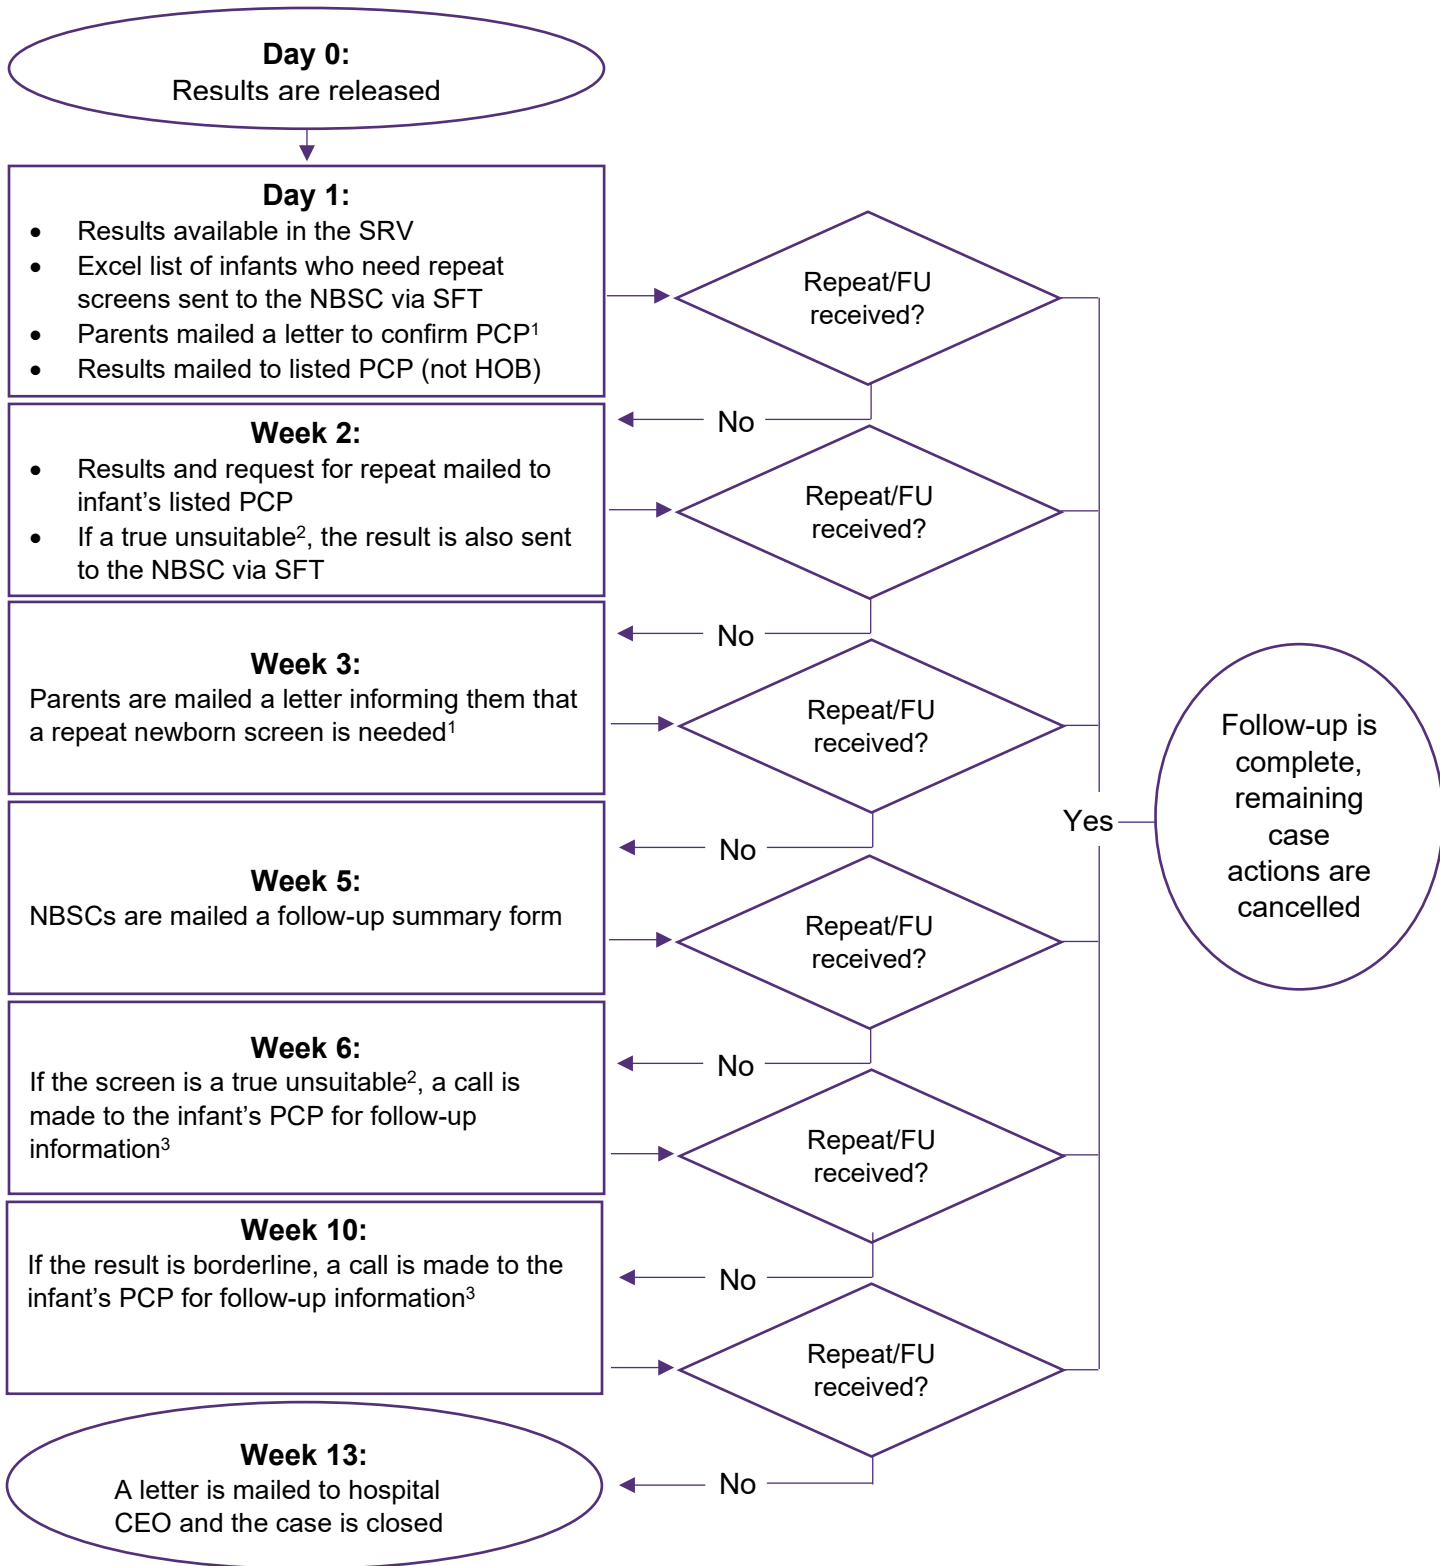 Day 0:
Results are released
Day 1:
• Results available in the SRV
• Excel list of infants who need repeat
screens sent to the NBSC via SFT
• Parents mailed a letter to confirm PCP¹
• Results mailed to listed PCP (not HOB)
Repeat/FU
received?
No
Week 2:
• Results and request for repeat mailed to
infant’s listed PCP
• If a true unsuitable², the result is also sent
to the NBSC via SFT
Repeat/FU
received?
No
Week 3:
Parents are mailed a letter informing them that
a repeat newborn screen is needed¹
Repeat/FU
received?
No
Week 5:
NBSCs are mailed a follow-up summary form
Repeat/FU
received?
No
Week 6:
If the screen is a true unsuitable², a call is
made to the infant’s PCP for follow-up
information³
Repeat/FU
received?
No
Week 10:
If the result is borderline, a call is made to the
infant’s PCP for follow-up information³
Repeat/FU
received?
No
Week 13:
A letter is mailed to hospital
CEO and the case is closed
Yes
Follow-up is
complete,
remaining
case
actions are
cancelled